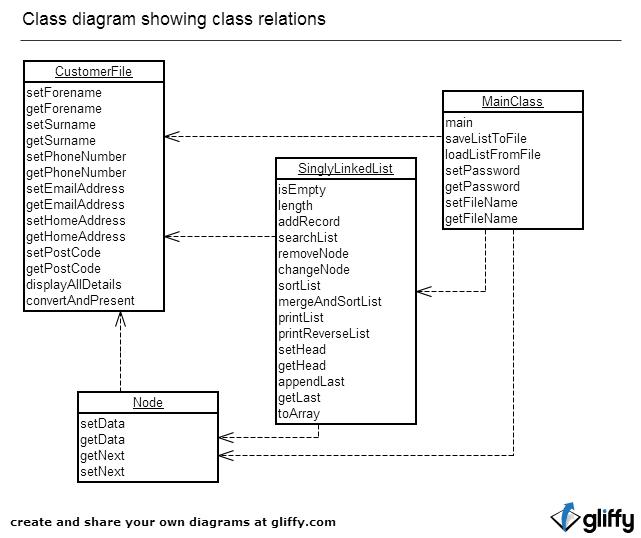 Class diagram showing class relations
CustomerFile
setForename
getForename
setSurname
getSurname
setPhoneNumber
getPhoneNumber
setEmailAddress
getEmailAddress
setHomeAddress
getHomeAddress
setPostCode
getPostCode
displayAllDetails
convertAndPresent
MainClass
main
saveListToFile
loadListFromFile
setPassword
getPassword
setFileName
getFileName
SinglyLinkedList
isEmpty
length
addRecord
searchList
removeNode
changeNode
sortList
mergeAndSortList
printList
printReverseList
setHead
getHead
appendLast
getLast
toArray
Node
setData
getData
getNext
setNext
create and share your own diagrams at gliffy.com
gliffy